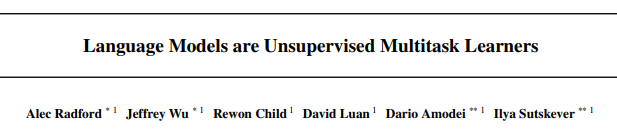 Language Models are Unsupervised Multitask Learners
Alec Radford * 1 Jeffrey Wu * 1 Rewon Child 1 David Luan 1 Dario Amodei ** 1 Ilya Sutskever ** 1